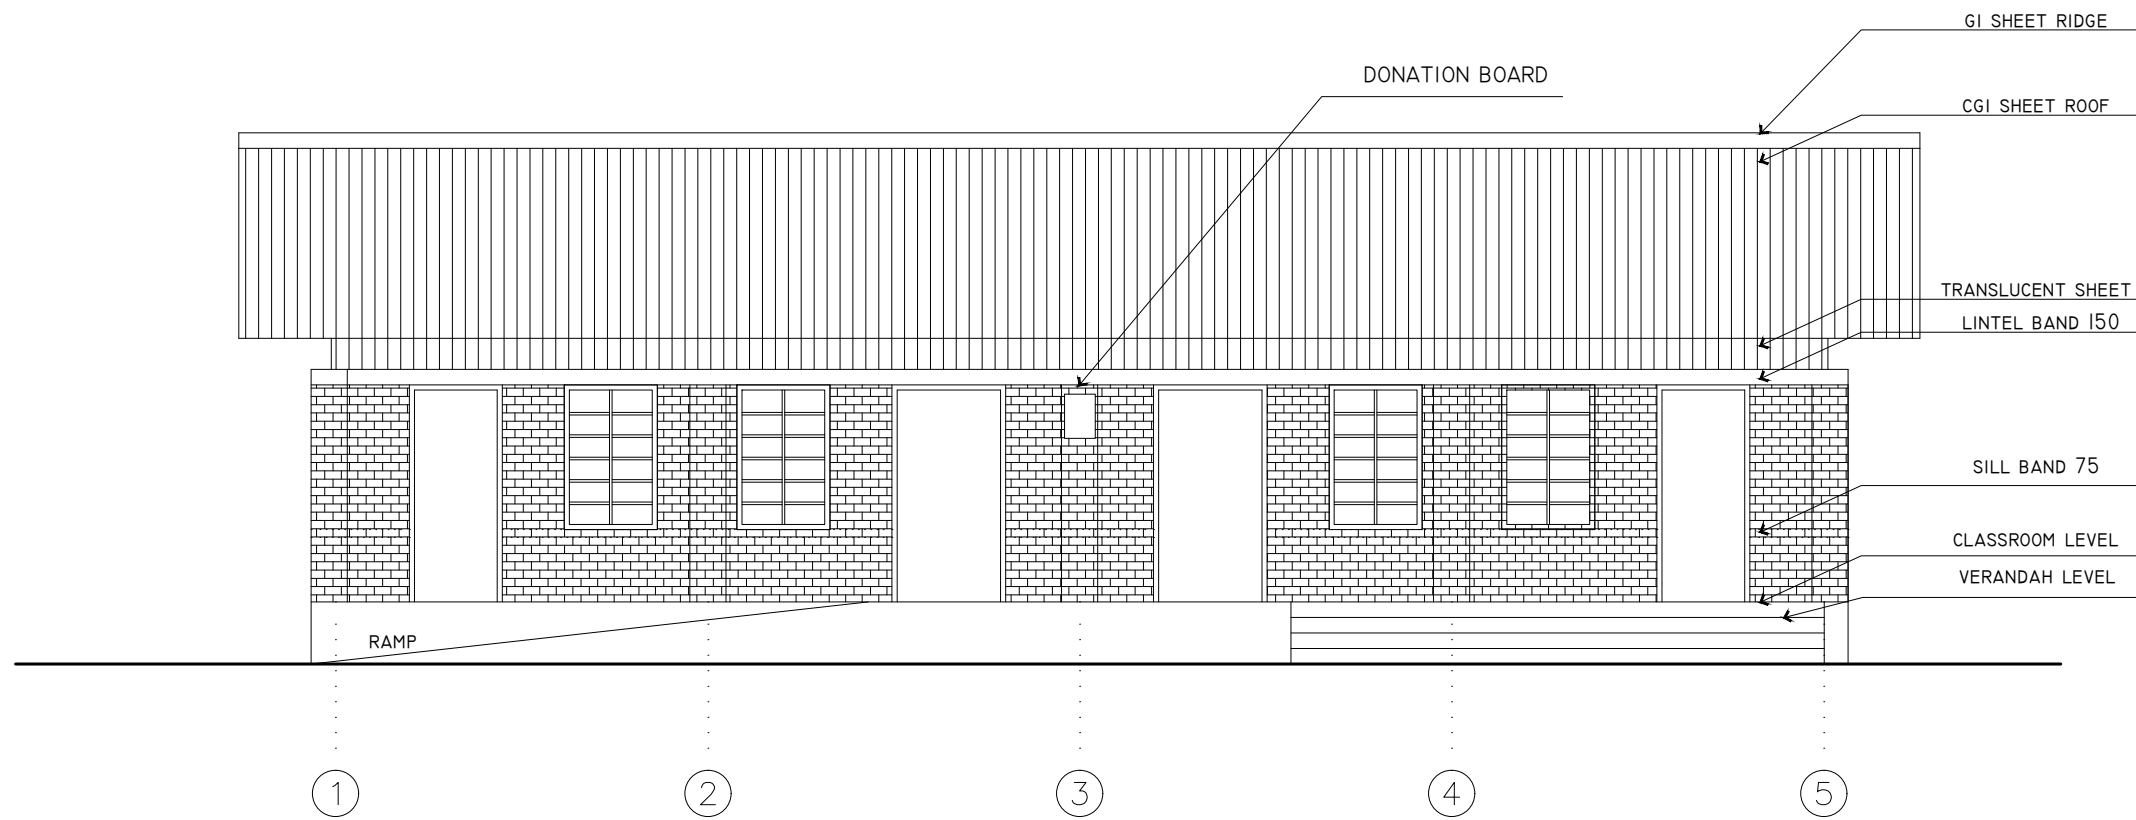 GI SHEET RIDGE
DONATION BOARD
CGI SHEET ROOF
TRANSLUCENT SHEET
LINTEL BAND 150
SILL BAND 75
CLASSROOM LEVEL
VERANDAH LEVEL
RAMP
1 2 3 4 5